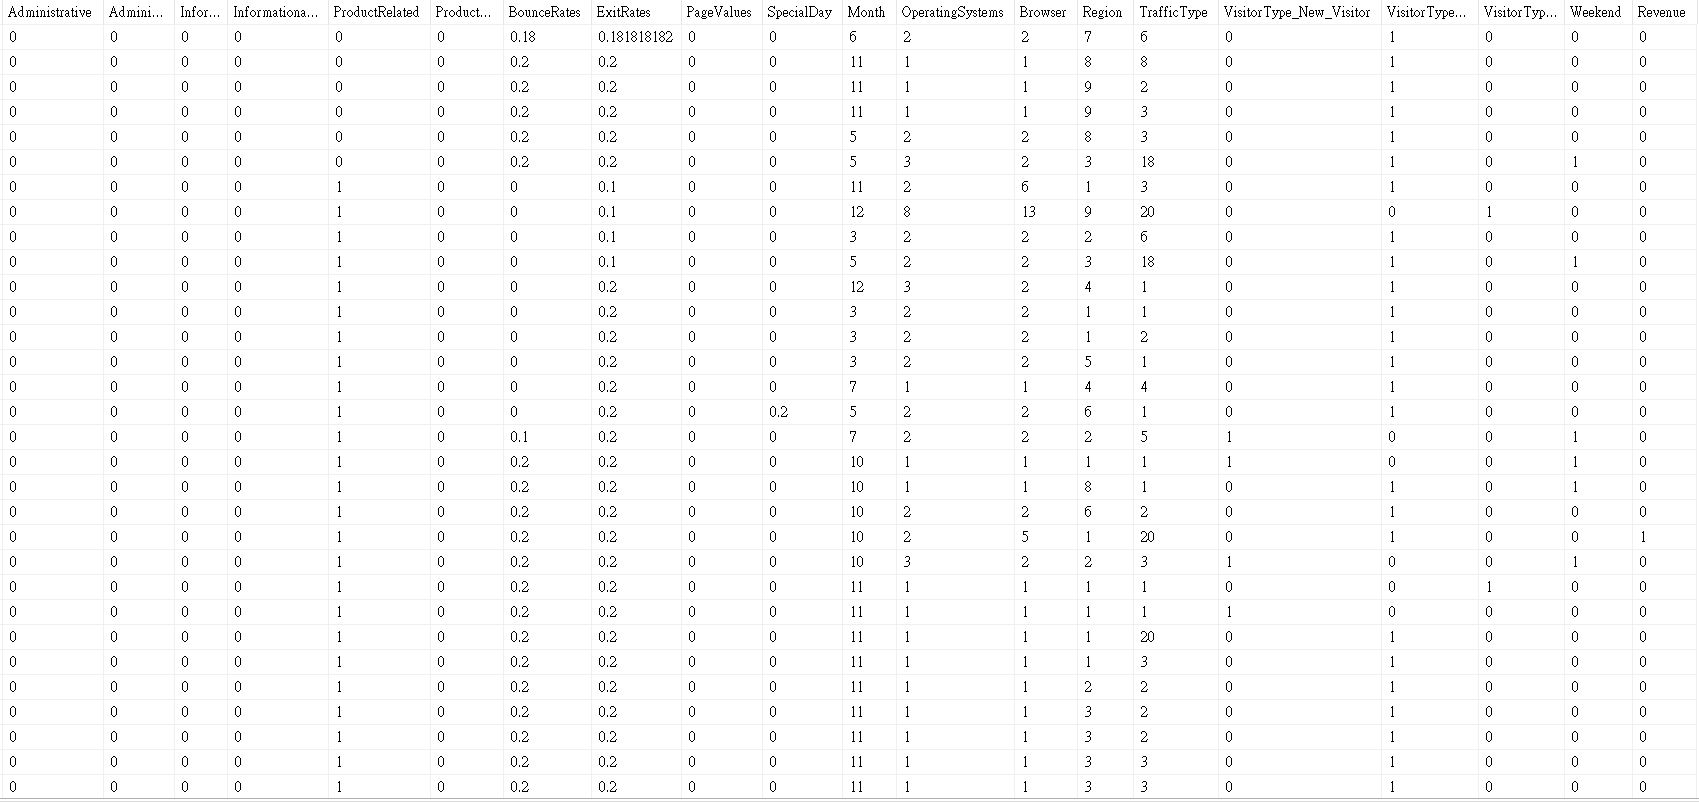 Administrative Admini... Infor... Informationa... ProductRelated Product... BounceRates ExitRates PageValues SpecialDay Month OperatingSystems Browser Region TrafficType VisitorType_New_Visitor VisitorType... VisitorTyp... Weekend Revenue
0 0 0 0 0 0 0.18 0.181818182 0 0 6 2 2 7 6 0 1 0 0 0
0 0 0 0 0 0 0.2 0.2 0 0 11 1 1 8 8 0 1 0 0 0
0 0 0 0 0 0 0.2 0.2 0 0 11 1 1 9 2 0 1 0 0 0
0 0 0 0 0 0 0.2 0.2 0 0 11 1 1 9 3 0 1 0 0 0
0 0 0 0 0 0 0.2 0.2 0 0 5 2 2 8 3 0 1 0 0 0
0 0 0 0 0 0 0.2 0.2 0 0 5 3 2 3 18 0 1 0 1 0
0 0 0 0 1 0 0 0.1 0 0 11 2 6 1 3 0 1 0 0 0
0 0 0 0 1 0 0 0.1 0 0 12 8 13 9 20 0 0 1 0 0
0 0 0 0 1 0 0 0.1 0 0 3 2 2 2 6 0 1 0 0 0
0 0 0 0 1 0 0 0.1 0 0 5 2 2 3 18 0 1 0 1 0
0 0 0 0 1 0 0 0.2 0 0 12 3 2 4 1 0 1 0 0 0
0 0 0 0 1 0 0 0.2 0 0 3 2 2 1 1 0 1 0 0 0
0 0 0 0 1 0 0 0.2 0 0 3 2 2 1 2 0 1 0 0 0
0 0 0 0 1 0 0 0.2 0 0 3 2 2 5 1 0 1 0 0 0
0 0 0 0 1 0 0 0.2 0 0 7 1 1 4 4 0 1 0 0 0
0 0 0 0 1 0 0 0.2 0 0.2 5 2 2 6 1 0 1 0 0 0
0 0 0 0 1 0 0.1 0.2 0 0 7 2 2 2 5 1 0 0 1 0
0 0 0 0 1 0 0.2 0.2 0 0 10 1 1 1 1 1 0 0 1 0
0 0 0 0 1 0 0.2 0.2 0 0 10 1 1 8 1 0 1 0 1 0
0 0 0 0 1 0 0.2 0.2 0 0 10 2 2 6 2 0 1 0 0 0
0 0 0 0 1 0 0.2 0.2 0 0 10 2 5 1 20 0 1 0 0 1
0 0 0 0 1 0 0.2 0.2 0 0 10 3 2 2 3 1 0 0 1 0
0 0 0 0 1 0 0.2 0.2 0 0 11 1 1 1 1 0 0 1 0 0
0 0 0 0 1 0 0.2 0.2 0 0 11 1 1 1 1 1 0 0 0 0
0 0 0 0 1 0 0.2 0.2 0 0 11 1 1 1 20 0 1 0 0 0
0 0 0 0 1 0 0.2 0.2 0 0 11 1 1 1 3 0 1 0 0 0
0 0 0 0 1 0 0.2 0.2 0 0 11 1 1 2 2 0 1 0 0 0
0 0 0 0 1 0 0.2 0.2 0 0 11 1 1 3 2 0 1 0 0 0
0 0 0 0 1 0 0.2 0.2 0 0 11 1 1 3 2 0 1 0 0 0
0 0 0 0 1 0 0.2 0.2 0 0 11 1 1 3 3 0 1 0 0 0
0 0 0 0 1 0 0.2 0.2 0 0 11 1 1 3 3 0 1 0 0 0